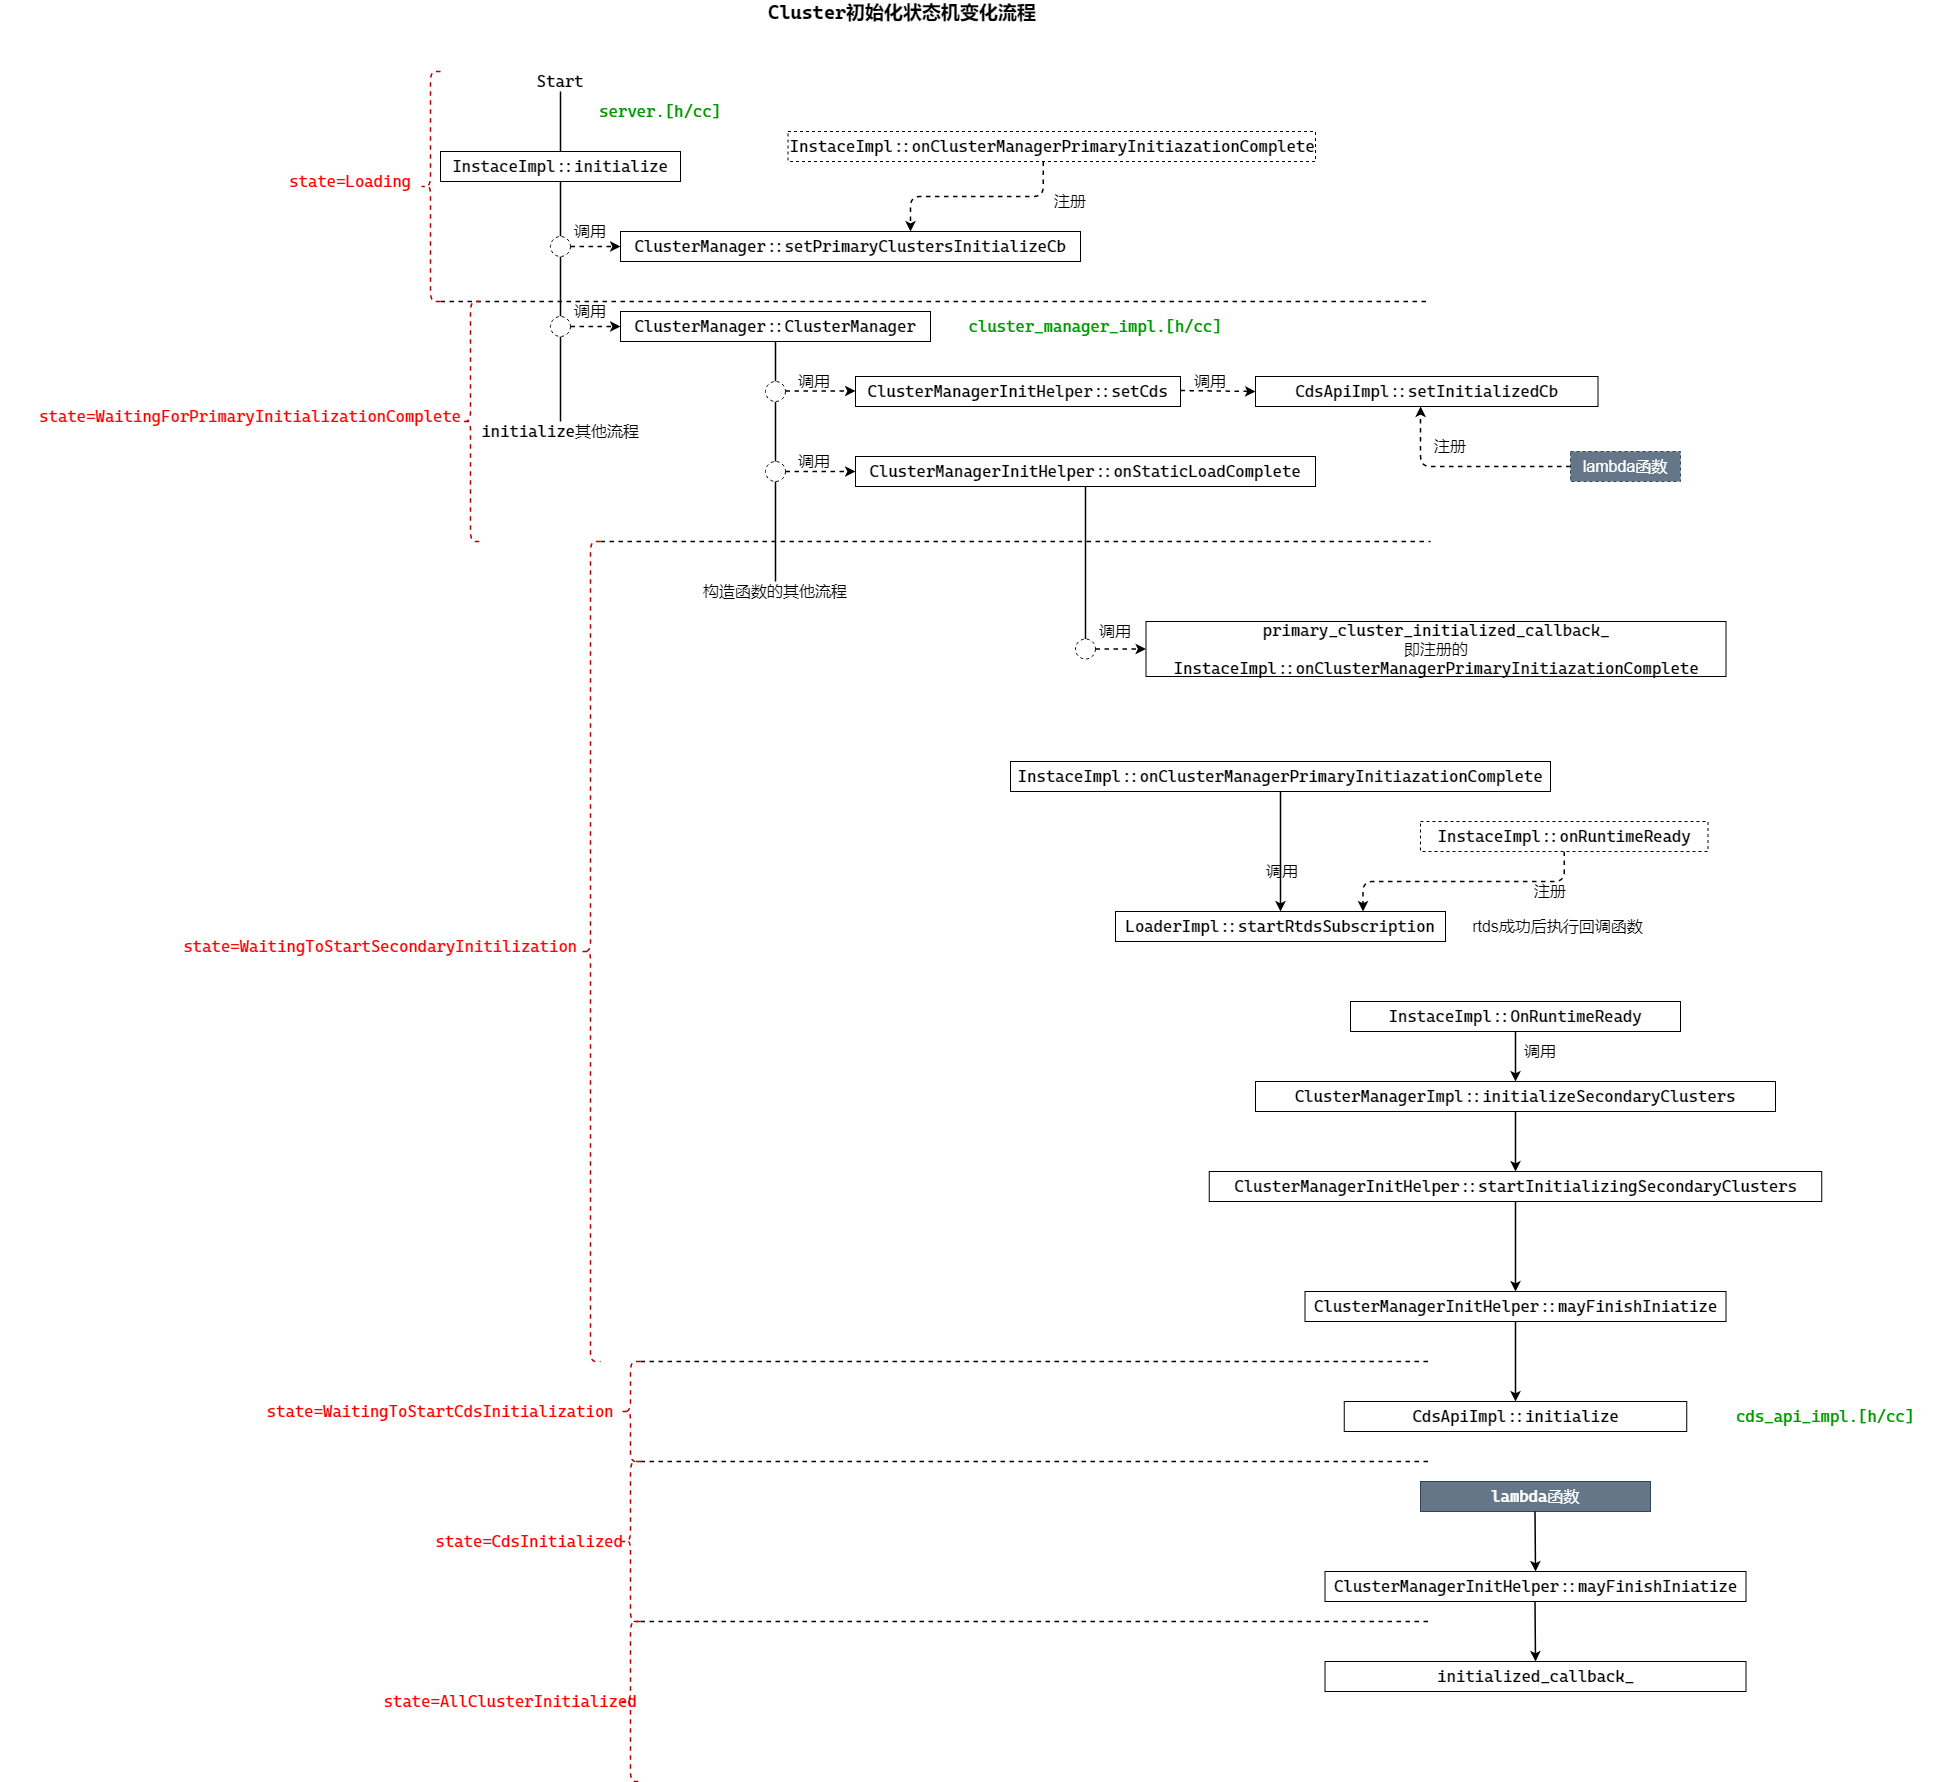 Cluster初始化状态机变化流程
Start
server.[h/cc]
InstaceImpl::onClusterManagerPrimaryInitiazationComplete
InstaceImpl::initialize
state=Loading
注册
调用
ClusterManager::setPrimaryClustersInitializeCb
调用
ClusterManager::ClusterManager
cluster_manager_impl.[h/cc]
调用
ClusterManagerInitHelper::setCds
调用
CdsApiImpl::setInitializedCb
state=WaitingForPrimaryInitializationComplete
initialize其他流程
注册
lambda函数
调用
ClusterManagerInitHelper::onStaticLoadComplete
构造函数的其他流程
调用
primary_cluster_initialized_callback_
即注册的
InstaceImpl::onClusterManagerPrimaryInitiazationComplete
InstaceImpl::onClusterManagerPrimaryInitiazationComplete
InstaceImpl::onRuntimeReady
调用
注册
LoaderImpl::startRtdsSubscription
rtds成功后执行回调函数
state=WaitingToStartSecondaryInitilization
InstaceImpl::OnRuntimeReady
调用
ClusterManagerImpl::initializeSecondaryClusters
ClusterManagerInitHelper::startInitializingSecondaryClusters
ClusterManagerInitHelper::mayFinishIniatize
state=WaitingToStartCdsInitialization
CdsApiImpl::initialize
cds_api_impl.[h/cc]
lambda函数
state=CdsInitialized
ClusterManagerInitHelper::mayFinishIniatize
initialized_callback_
state=AllClusterInitialized